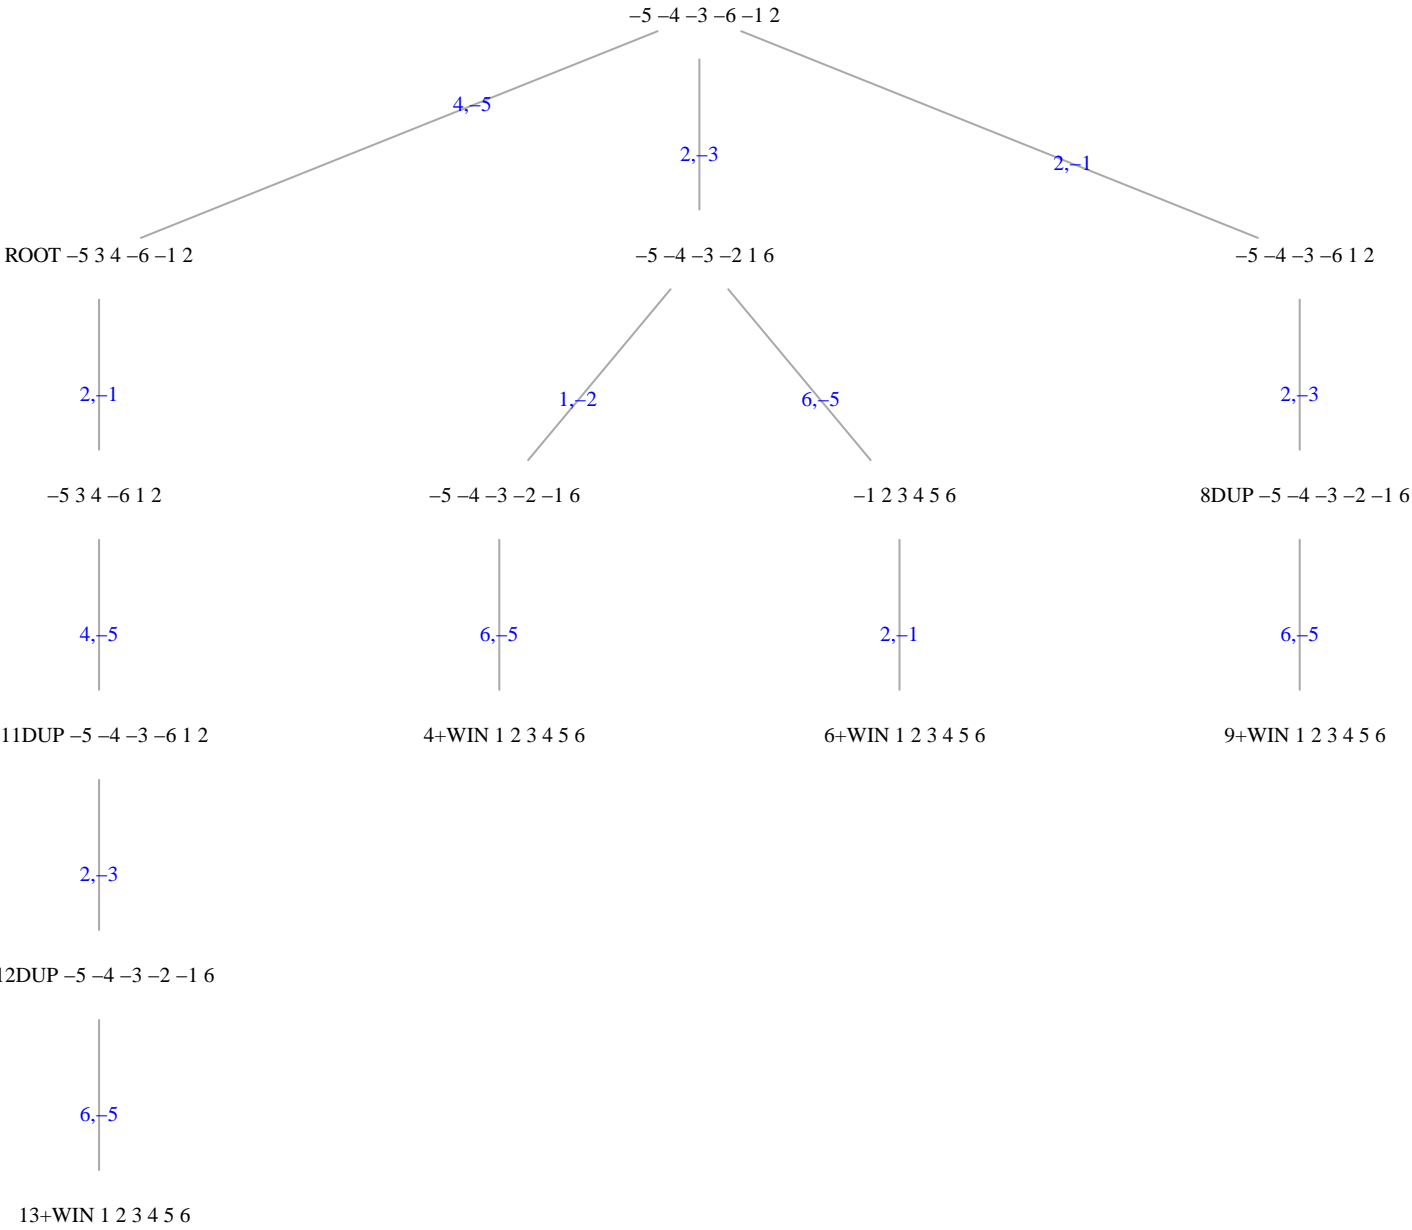 –5 –4 –3 –6 –1 2
4,–5
2,–3
2,–1
ROOT –5 3 4 –6 –1 2
–5 –4 –3 –2 1 6
–5 –4 –3 –6 1 2
2,–1
1,–2
6,–5
2,–3
–5 3 4 –6 1 2
–5 –4 –3 –2 –1 6
–1 2 3 4 5 6
8DUP –5 –4 –3 –2 –1 6
4,–5
6,–5
2,–1
6,–5
11DUP –5 –4 –3 –6 1 2
4+WIN 1 2 3 4 5 6
6+WIN 1 2 3 4 5 6
9+WIN 1 2 3 4 5 6
2,–3
12DUP –5 –4 –3 –2 –1 6
6,–5
13+WIN 1 2 3 4 5 6